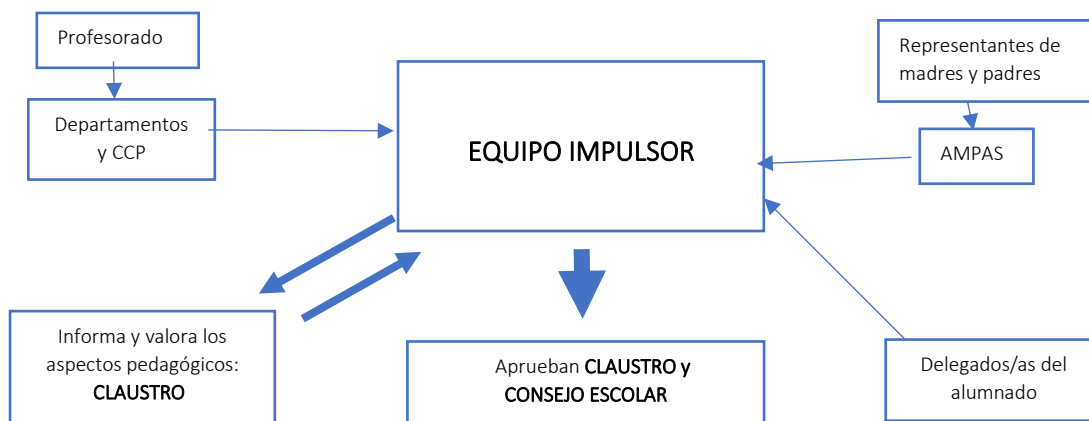 Profesorado
Departamentos
y CCP
EQUIPO IMPULSOR
Representantes de
madres y padres
AMPAS
Informa y valora los
aspectos pedagógicos:
CLAUSTRO
Aprueban CLAUSTRO y
CONSEJO ESCOLAR
Delegados/as del
alumnado